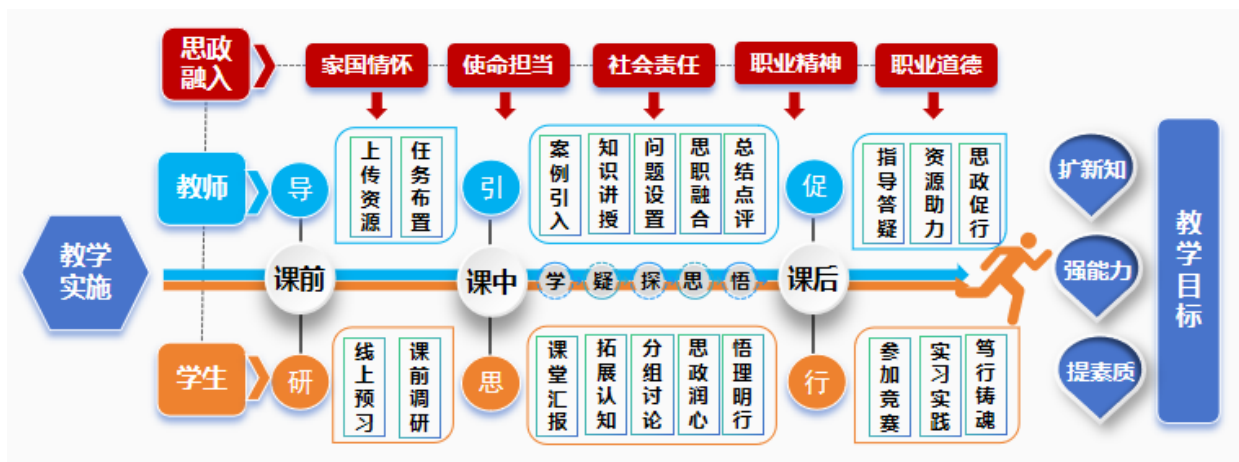 思政
融入
家国情怀
使命担当
社会责任
职业精神
职业道德
教师
导
上传资源
任务布置
引
案例引入
知识讲授
问题设置
思职融合
总结点评
促
指导答疑
资源助力
思政促行
教学
实施
课前
课中
学
疑
探
思
悟
课后
学生
研
线上预习
课前调研
思
课堂汇报
拓展认知
分组讨论
思政润心
悟理明行
行
参加竞赛
实习实践
笃行铸魂
扩新知
强能力
提素质
教学目标